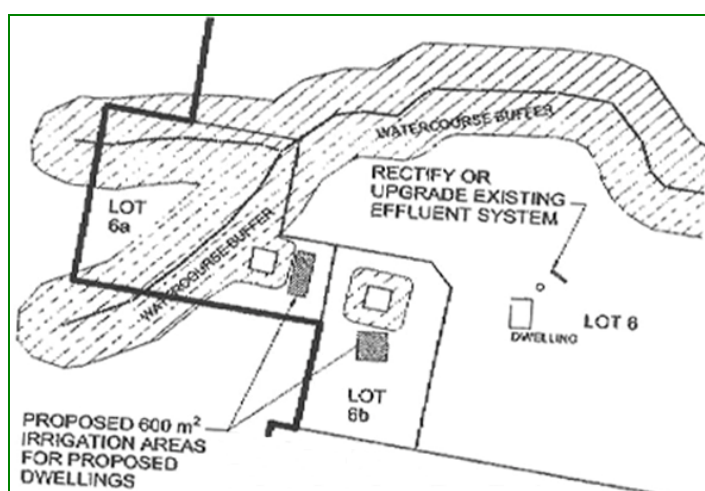 WATERCOURSE BUFFER
RECTIFY OR
UPGRADE EXISTING
EFFLUENT SYSTEM
LOT
6a
WATERCOURSE BUFFER
DWELLING
LOT 6
LOT
6b
PROPOSED 600 m²
IRRIGATION AREAS
FOR PROPOSED
DWELLINGS